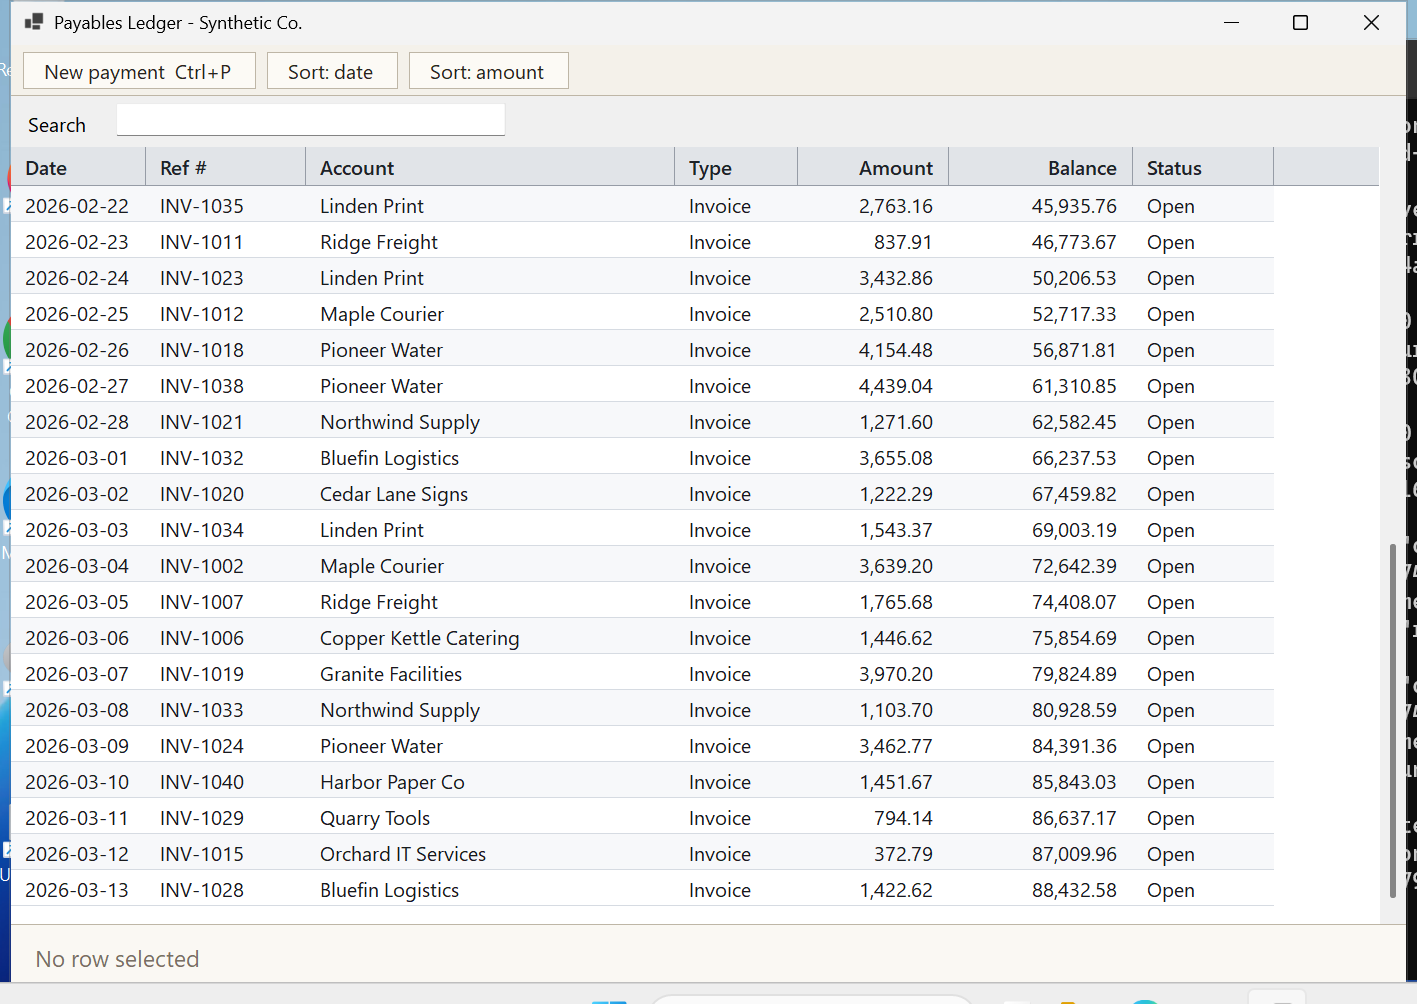 Payables Ledger - Synthetic Co.
New payment Ctrl+P Sort: date Sort: amount
Search
Date Ref # Account Type Amount Balance Status
2026-02-22 INV-1035 Linden Print Invoice 2,763.16 45,935.76 Open
2026-02-23 INV-1011 Ridge Freight Invoice 837.91 46,773.67 Open
2026-02-24 INV-1023 Linden Print Invoice 3,432.86 50,206.53 Open
2026-02-25 INV-1012 Maple Courier Invoice 2,510.80 52,717.33 Open
2026-02-26 INV-1018 Pioneer Water Invoice 4,154.48 56,871.81 Open
2026-02-27 INV-1038 Pioneer Water Invoice 4,439.04 61,310.85 Open
2026-02-28 INV-1021 Northwind Supply Invoice 1,271.60 62,582.45 Open
2026-03-01 INV-1032 Bluefin Logistics Invoice 3,655.08 66,237.53 Open
2026-03-02 INV-1020 Cedar Lane Signs Invoice 1,222.29 67,459.82 Open
2026-03-03 INV-1034 Linden Print Invoice 1,543.37 69,003.19 Open
2026-03-04 INV-1002 Maple Courier Invoice 3,639.20 72,642.39 Open
2026-03-05 INV-1007 Ridge Freight Invoice 1,765.68 74,408.07 Open
2026-03-06 INV-1006 Copper Kettle Catering Invoice 1,446.62 75,854.69 Open
2026-03-07 INV-1019 Granite Facilities Invoice 3,970.20 79,824.89 Open
2026-03-08 INV-1033 Northwind Supply Invoice 1,103.70 80,928.59 Open
2026-03-09 INV-1024 Pioneer Water Invoice 3,462.77 84,391.36 Open
2026-03-10 INV-1040 Harbor Paper Co Invoice 1,451.67 85,843.03 Open
2026-03-11 INV-1029 Quarry Tools Invoice 794.14 86,637.17 Open
2026-03-12 INV-1015 Orchard IT Services Invoice 372.79 87,009.96 Open
2026-03-13 INV-1028 Bluefin Logistics Invoice 1,422.62 88,432.58 Open
No row selected